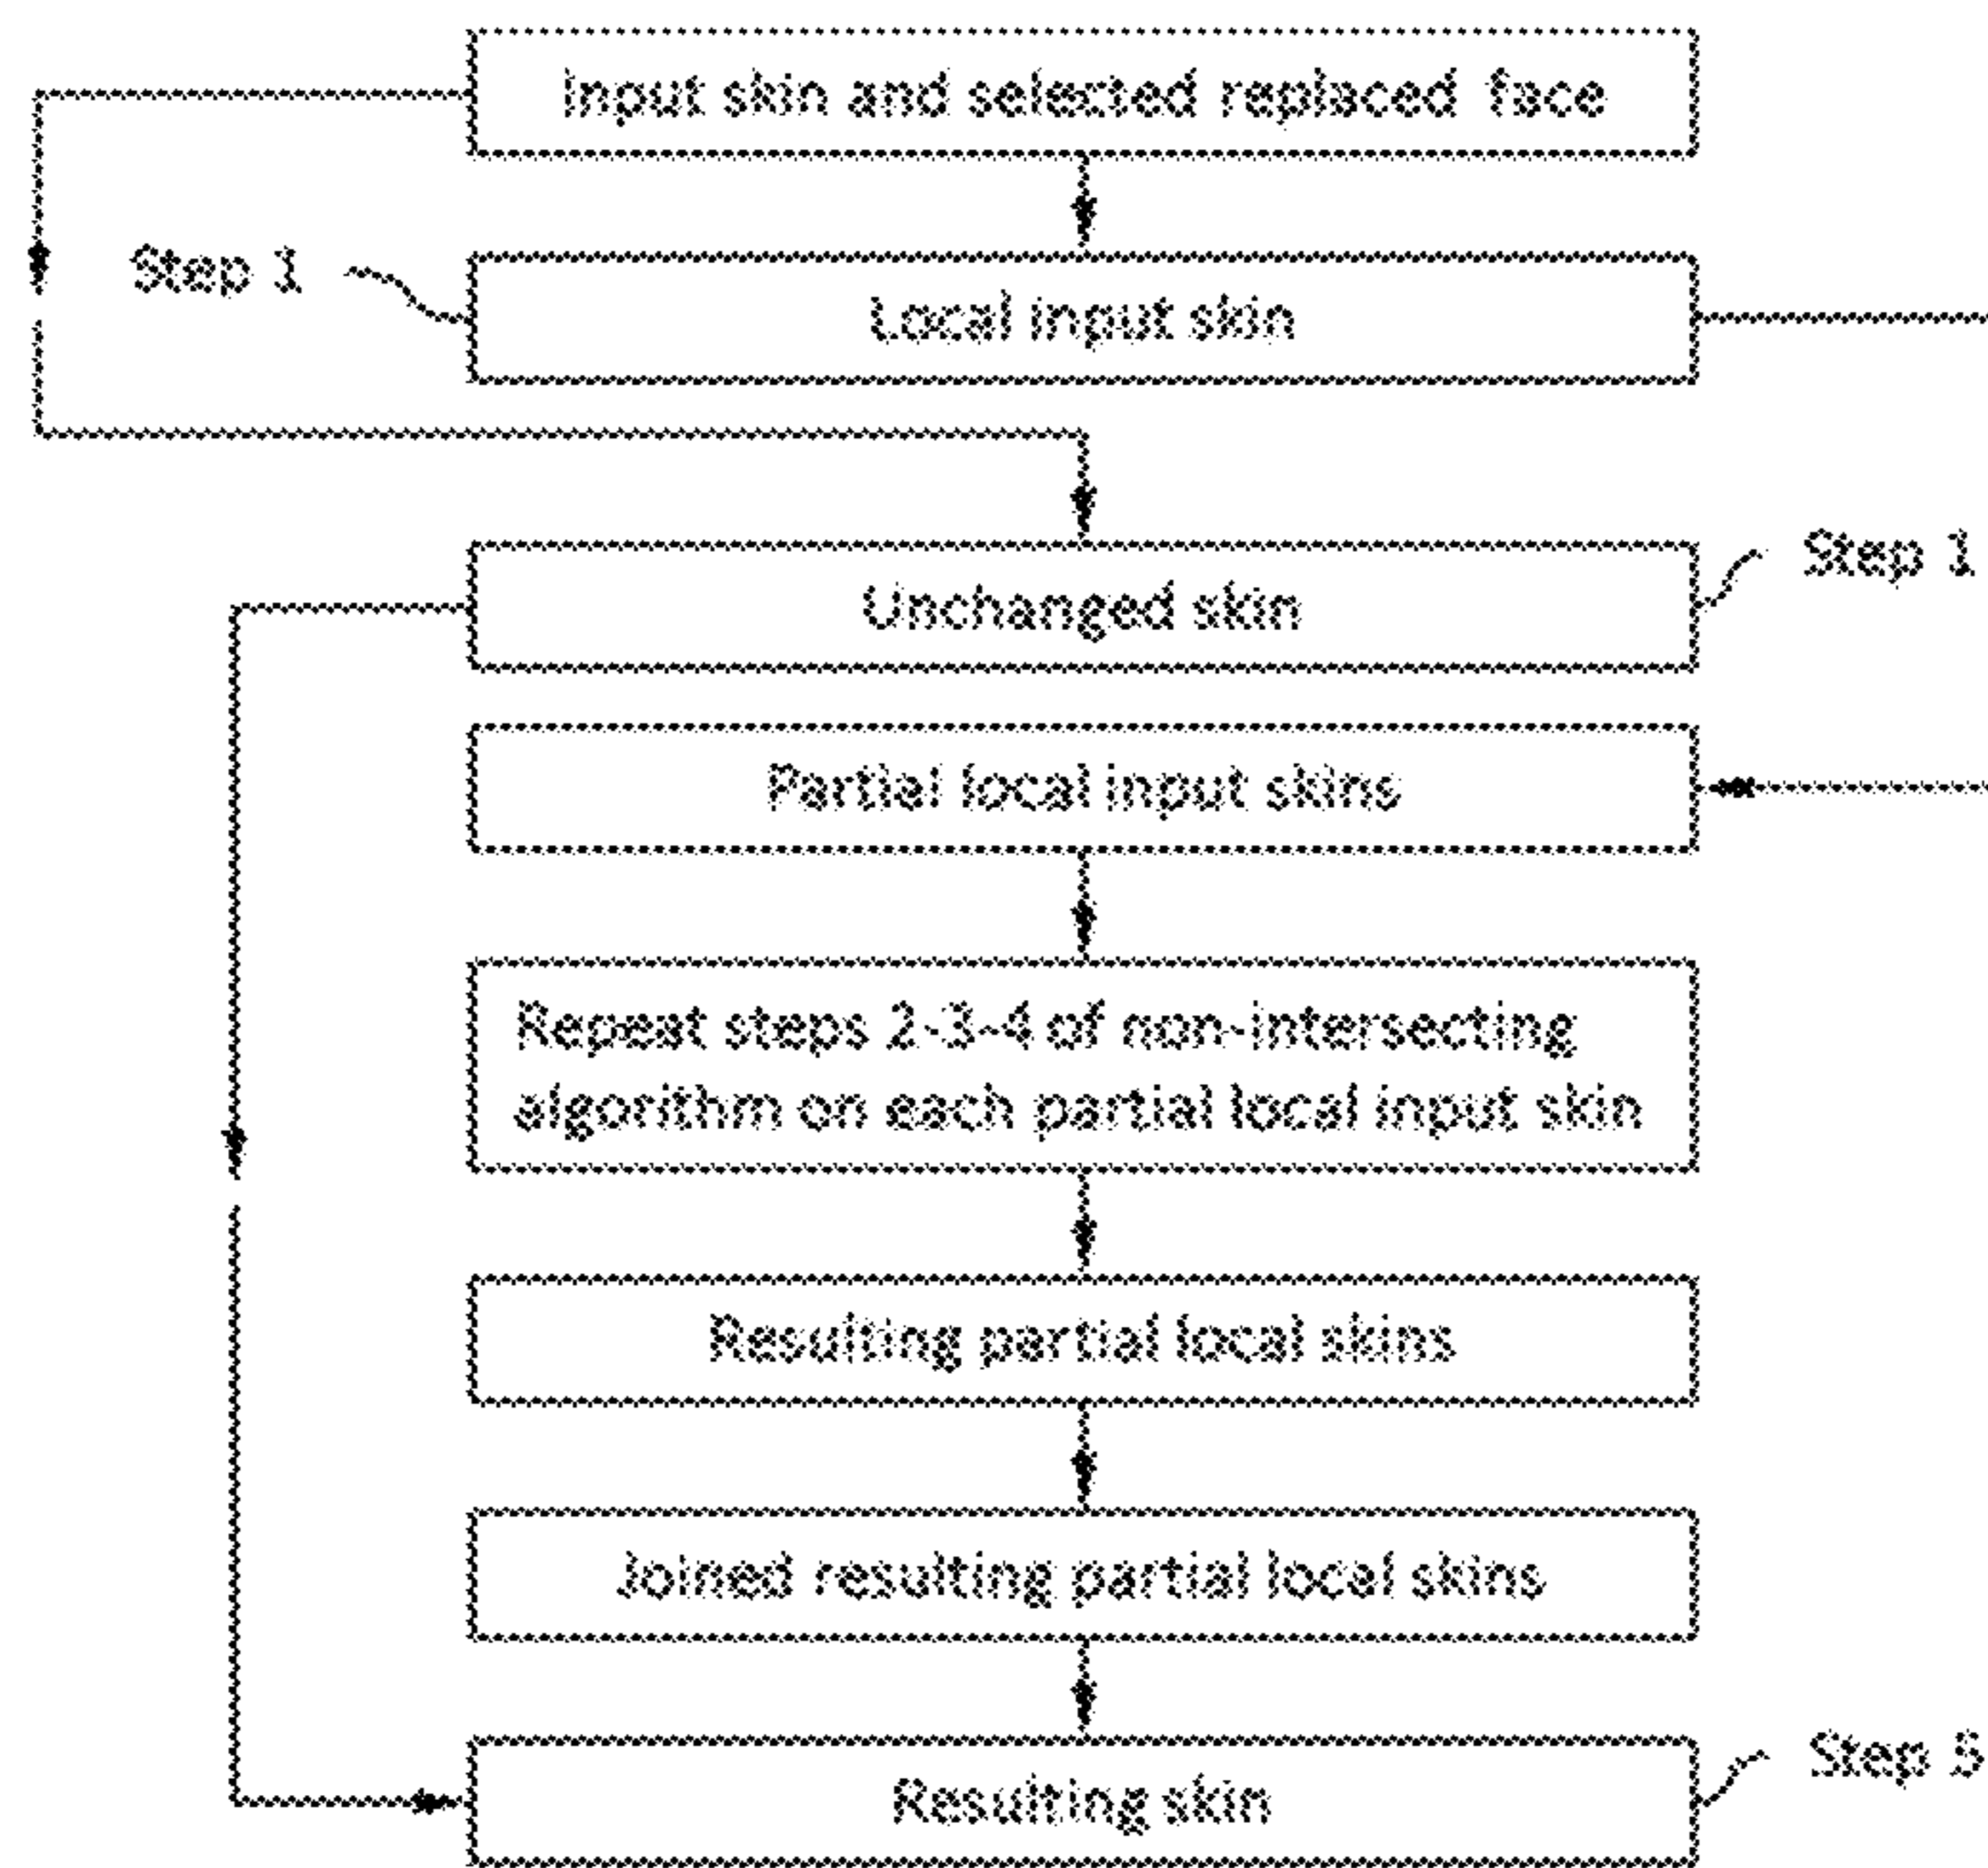 Input skin and selected replaced face
Step 1
Local input skin
Step 1
Unchanged skin
Partial local input skins
Repeat steps 2-3-4 of non-intersecting
algorithm on each partial local input skin
Resulting partial local skins
Joined resulting partial local skins
Step 5
Resulting skin